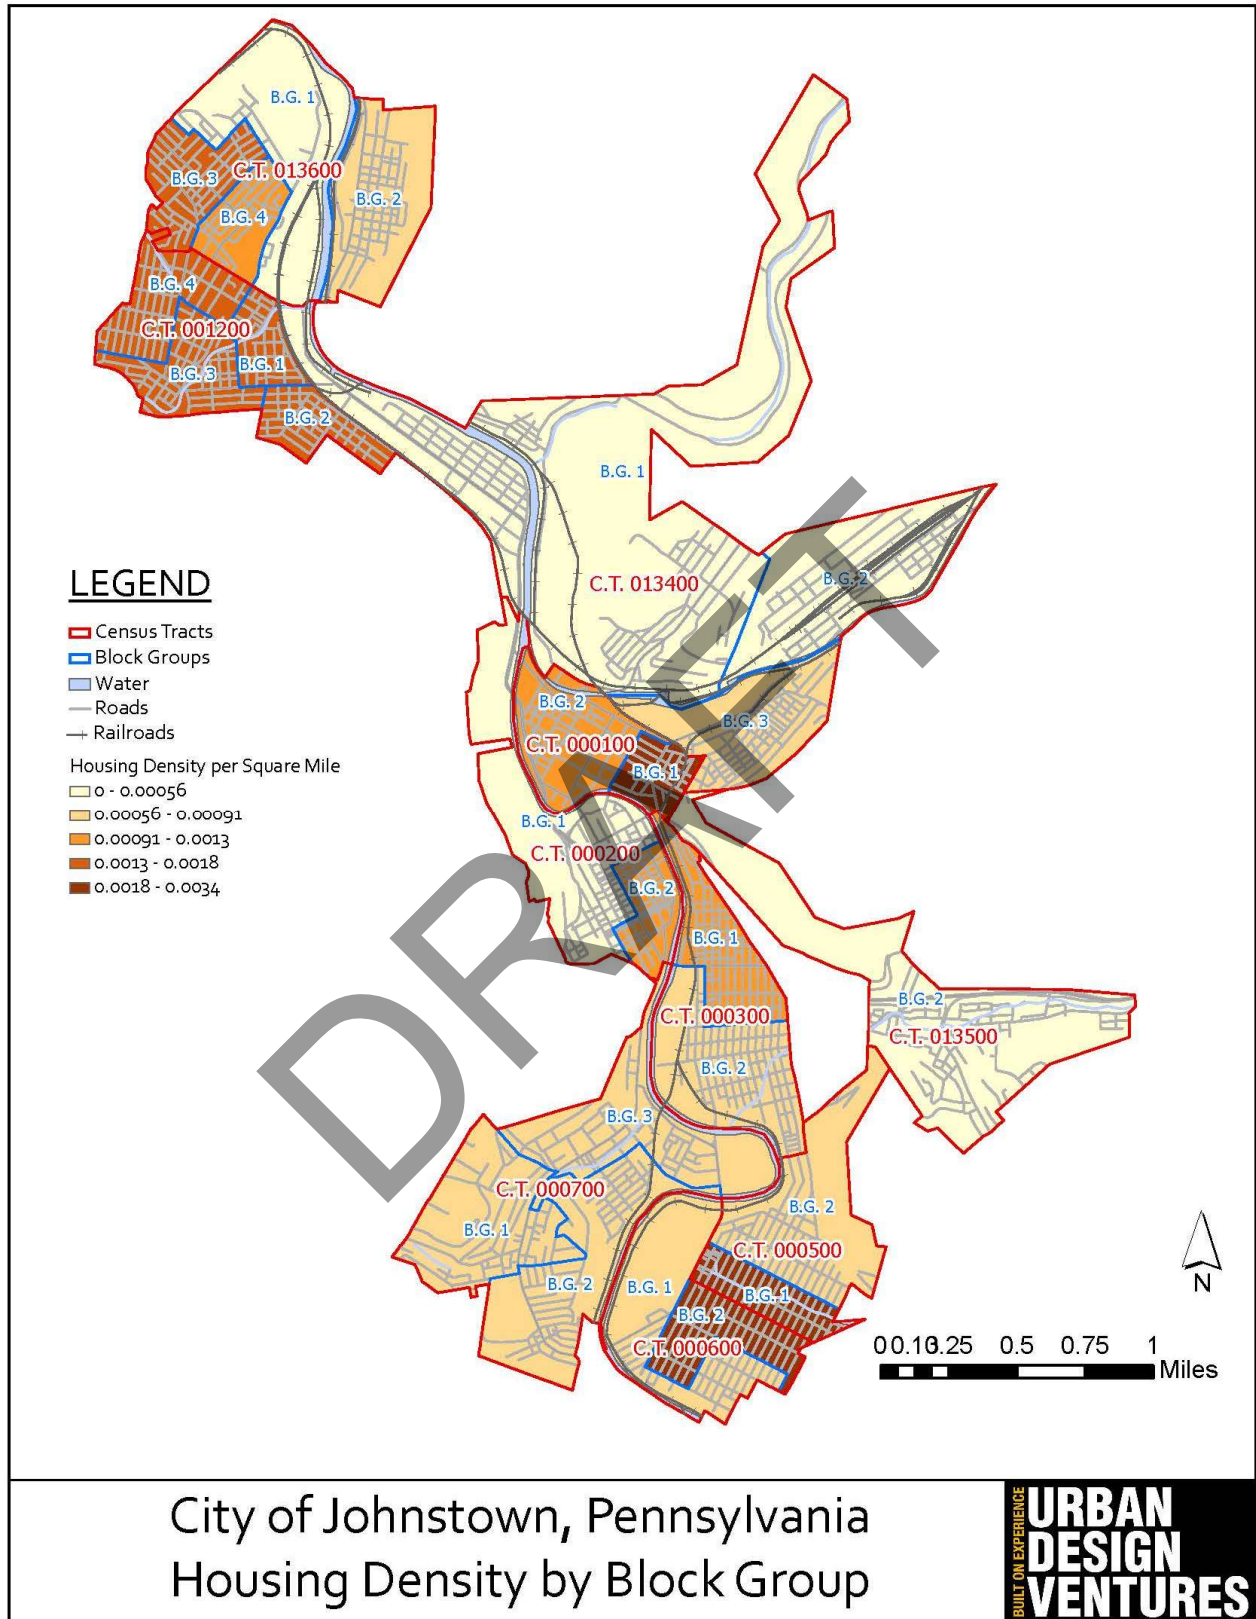 B.G. 1
C.T. 013600
B.G. 3
B.G. 2
B.G. 4
B.G. 4
C.T. 001200
B.G. 1
B.G. 3
B.G. 2
B.G. 1
C.T. 013400
B.G. 2
LEGEND
Census Tracts
Block Groups
Water
Roads
Railroads
Housing Density per Square Mile
0 - 0.00056
0.00056 - 0.00091
0.00091 - 0.0013
0.0013 - 0.0018
0.0018 - 0.0034
B.G. 2
B.G. 3
C.T. 000100
B.G. 1
B.G. 1
C.T. 000200
B.G. 2
B.G. 1
B.G. 2
C.T. 000300
C.T. 013500
B.G. 2
B.G. 3
C.T. 000700
B.G. 2
B.G. 1
C.T. 000500
B.G. 2
B.G. 1
B.G. 1
B.G. 2
C.T. 000600
DRAFT
N
0 0.13 0.25 0.5 0.75 1
Miles
City of Johnstown, Pennsylvania
Housing Density by Block Group
BUILT ON EXPERIENCE
URBAN
DESIGN
VENTURES